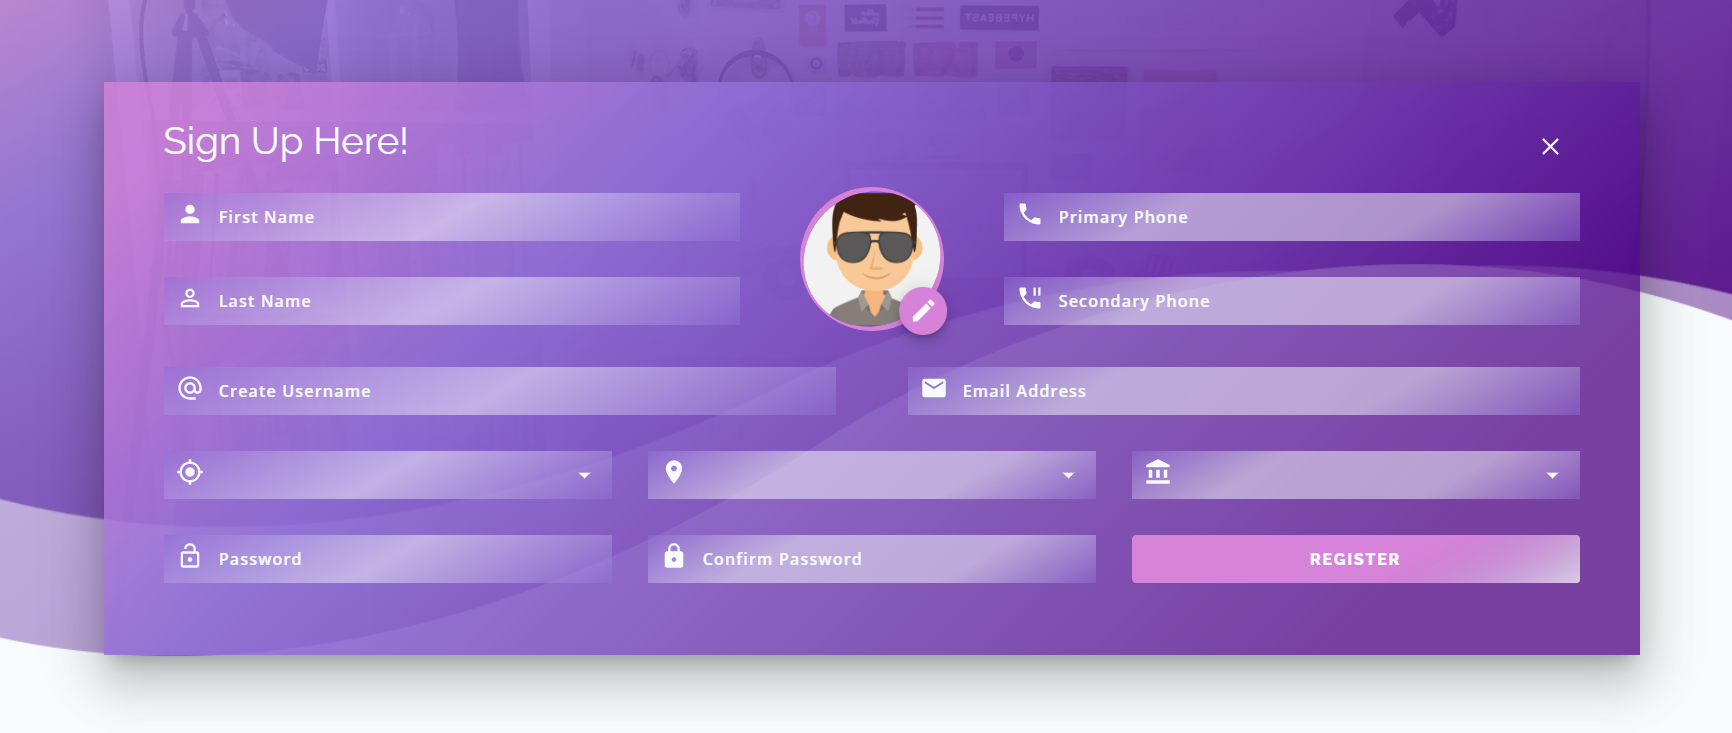 HYPEBEAST
Sign Up Here!
First Name
Primary Phone
Last Name
Secondary Phone
Create Username
Email Address
Password
Confirm Password
REGISTER